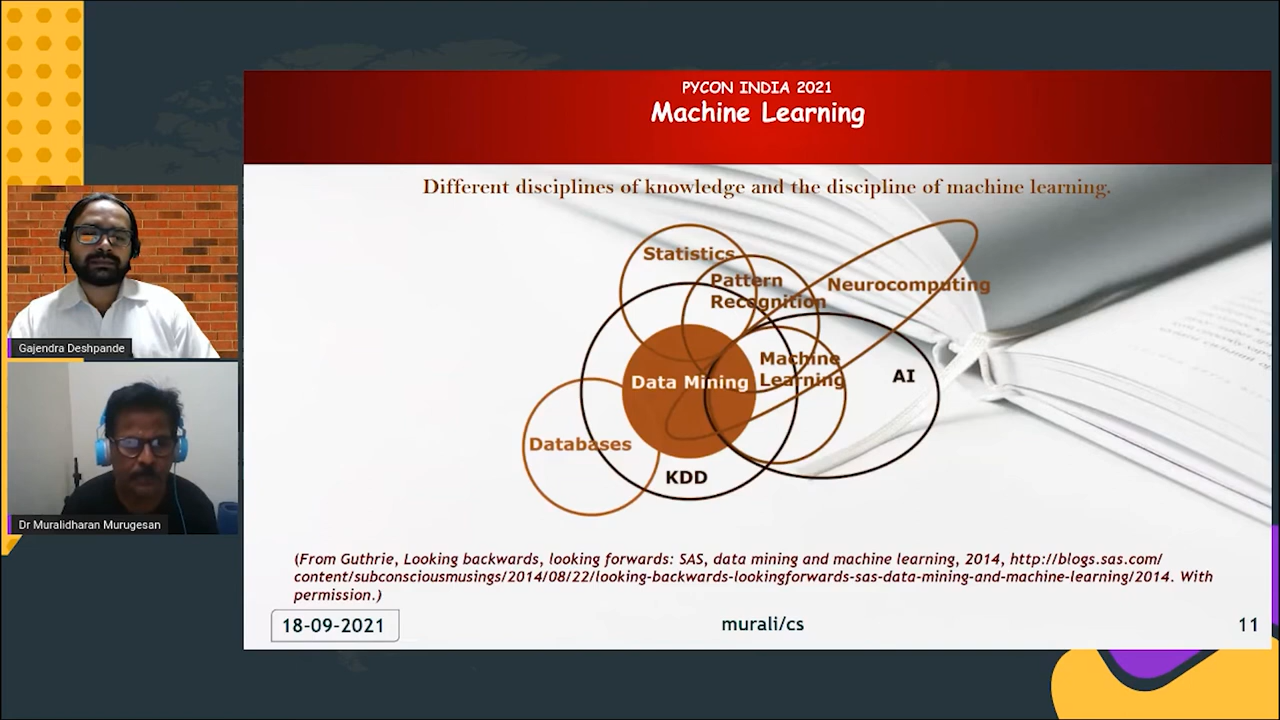 PYCON INDIA 2021
Machine Learning
Different disciplines of knowledge and the discipline of machine learning.
Statistics
Pattern
Recognition
Neurocomputing
Machine
Learning
AI
Data Mining
Databases
KDD
(From Guthrie, Looking backwards, looking forwards: SAS, data mining and machine learning, 2014, http://blogs.sas.com/
content/subconsciousmusings/2014/08/22/looking-backwards-lookingforwards-sas-data-mining-and-machine-learning/2014. With
permission.)
18-09-2021
murali/cs
11
Gajendra Deshpande
Dr Muralidharan Murugesan